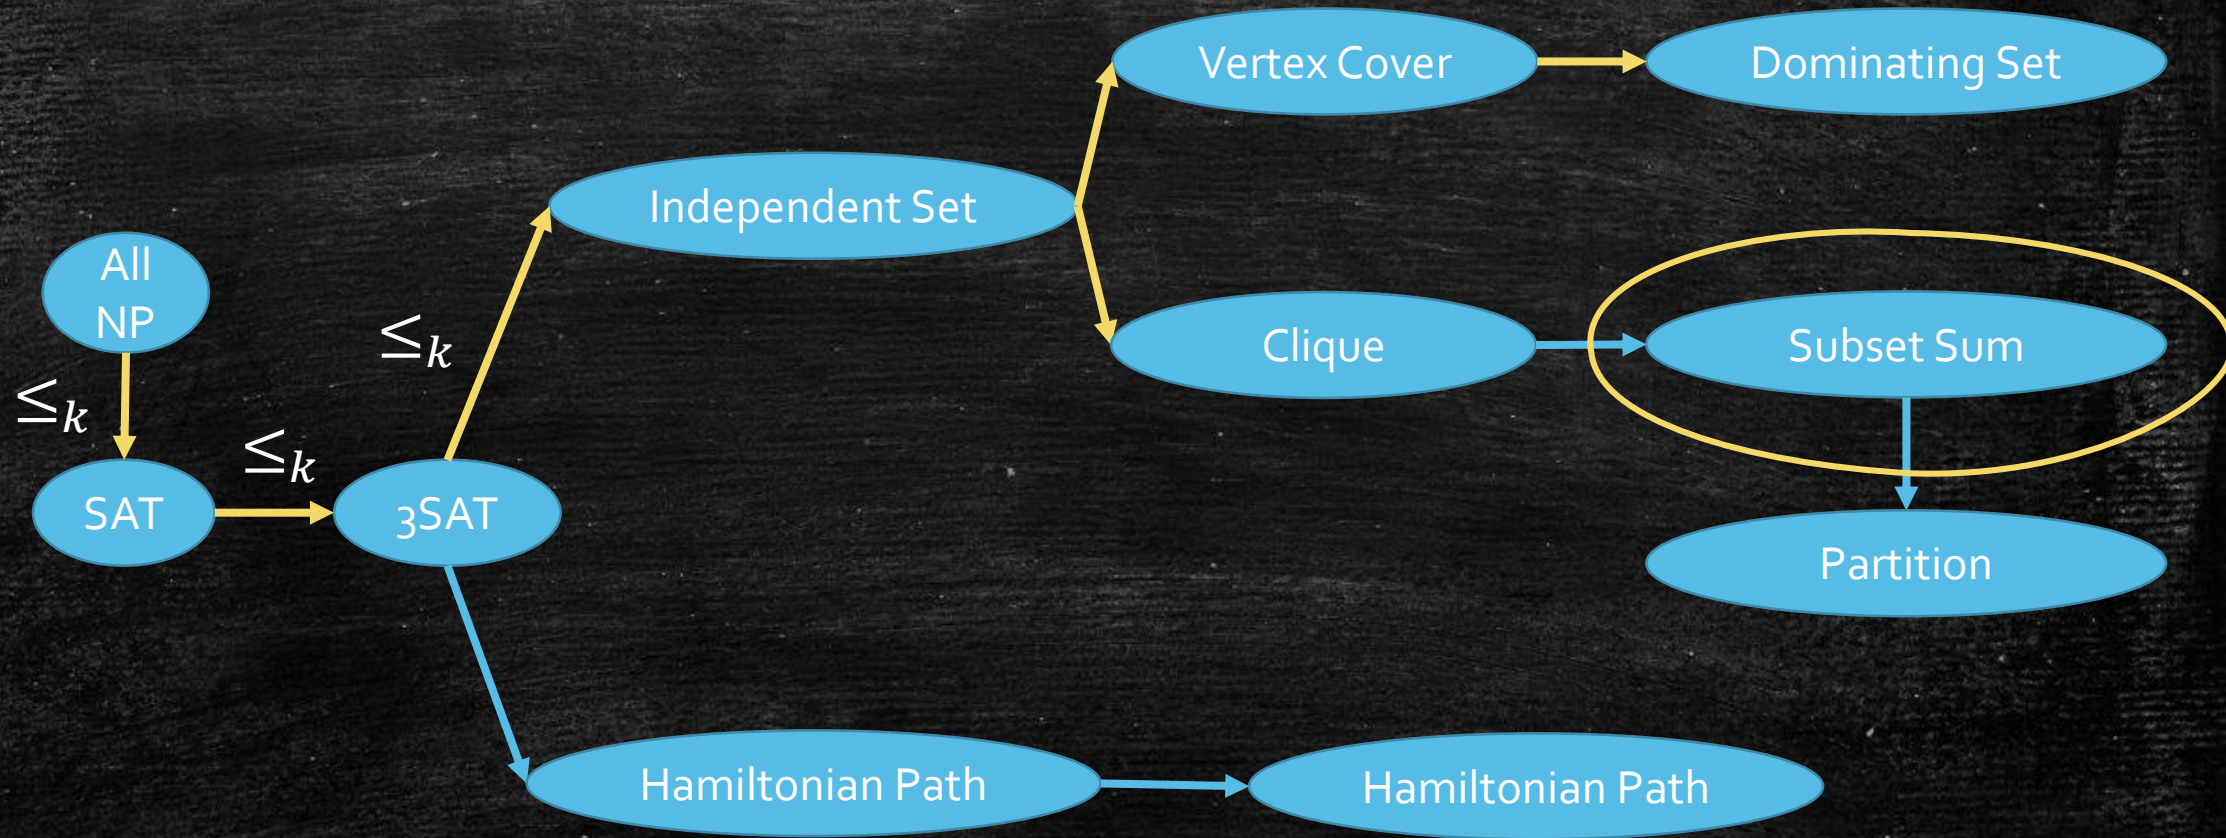 Vertex Cover
Dominating Set
Independent Set
All
NP
≤k
Clique
Subset Sum
≤k
≤k
SAT
3SAT
Partition
Hamiltonian Path
Hamiltonian Path